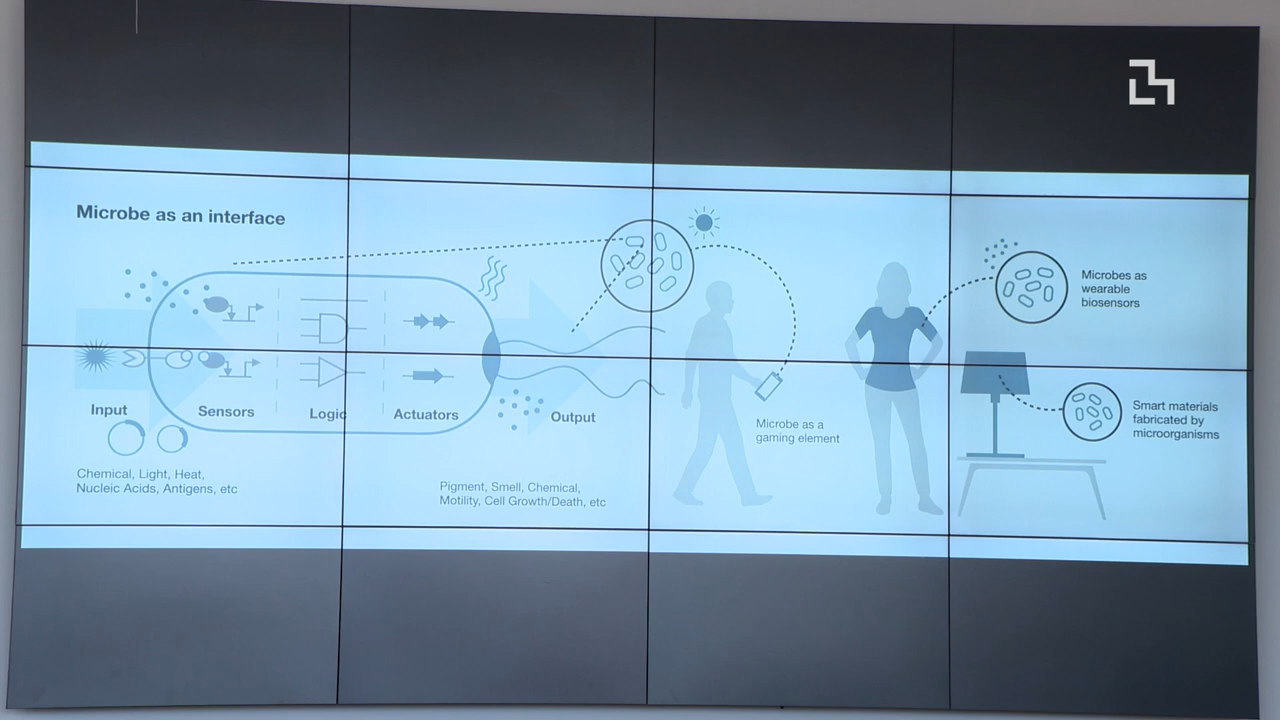 Microbe as an interface
Input
Sensors
Logic
Actuators
Output
Chemical, Light, Heat,
Nucleic Acids, Antigens, etc
Pigment, Smell, Chemical,
Motility, Cell Growth/Death, etc
Microbe as a
gaming element
Microbes as
wearable
biosensors
Smart materials
fabricated by
microorganisms